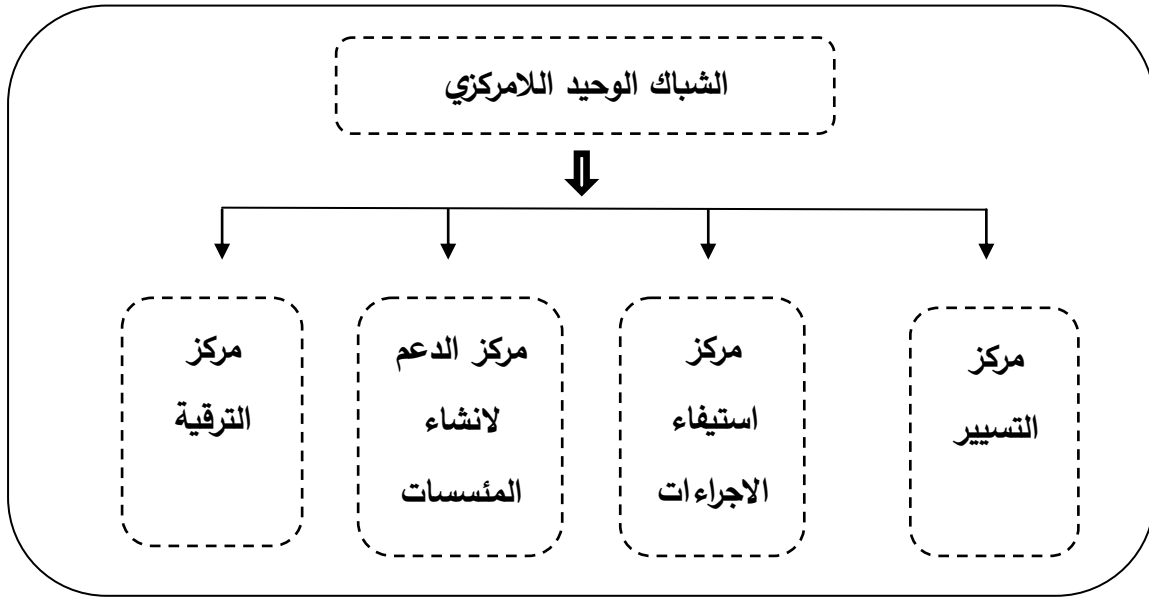 الشباك الوحيد اللامركزي
مركز
التسيير
مركز
استيفاء
الاجراءات
مركز الدعم
لانشاء
المئسسات
مركز
الترقية